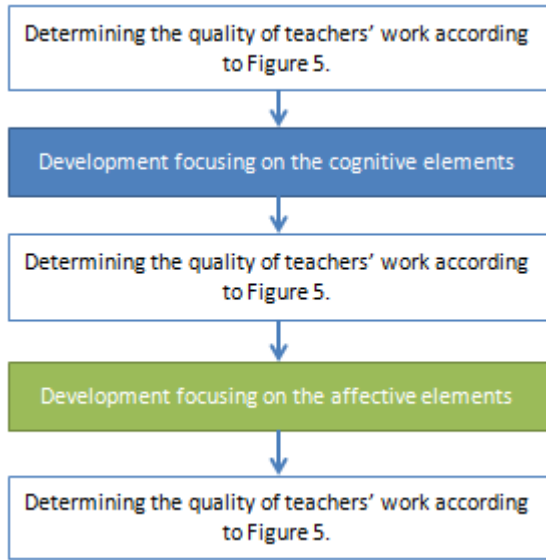 Determining the quality of teachers’ work according
to Figure 5.
Development focusing on the cognitive elements
Determining the quality of teachers’ work according
to Figure 5.
Development focusing on the affective elements
Determining the quality of teachers’ work according
to Figure 5.